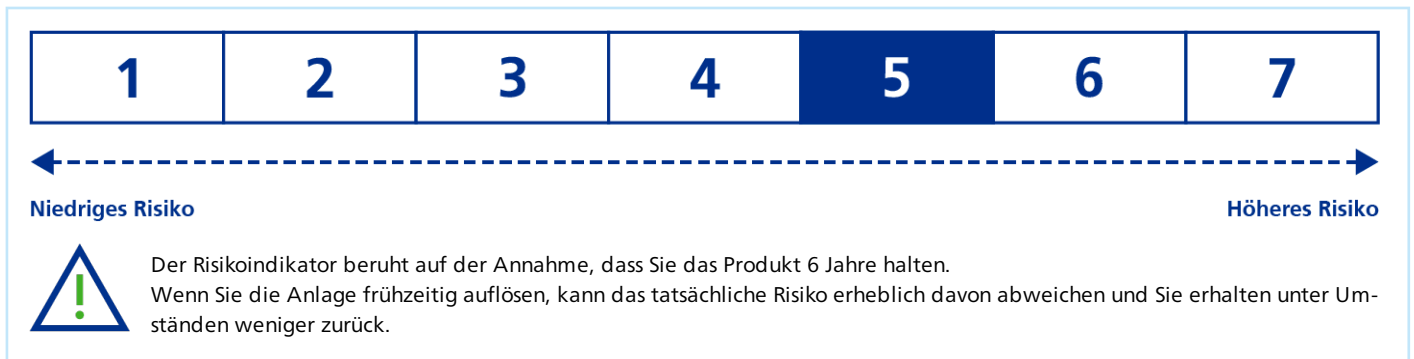 1 2 3 4 5 6 7
Niedriges Risiko Höheres Risiko
Der Risikoindikator beruht auf der Annahme, dass Sie das Produkt 6 Jahre halten.
Wenn Sie die Anlage frühzeitig auflösen, kann das tatsächliche Risiko erheblich davon abweichen und Sie erhalten unter Um-
ständen weniger zurück.